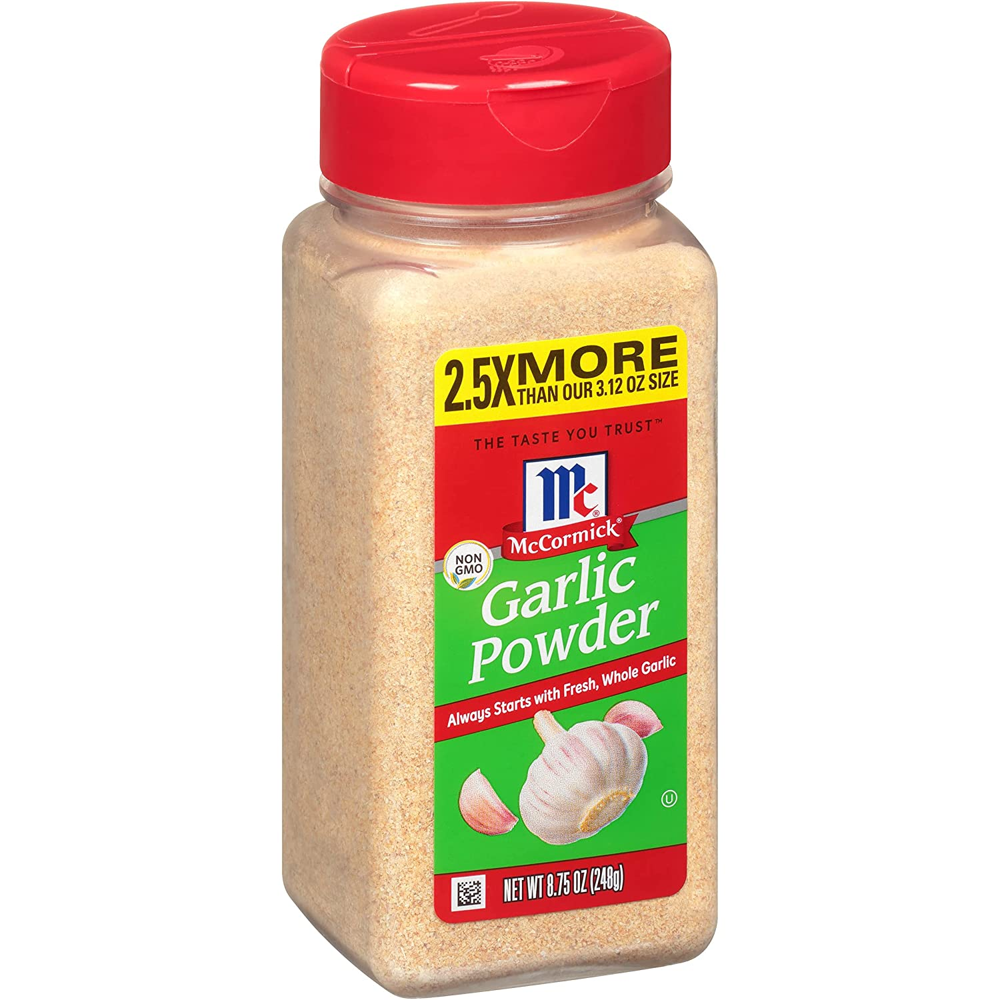 2.5X MORE
THAN OUR 3.12 OZ SIZE
THE TASTE YOU TRUST™
Mc®
McCormick®
NON
GMO
Garlic
Powder
Always Starts with Fresh, Whole Garlic
U
NET WT 8.75 OZ (248g)